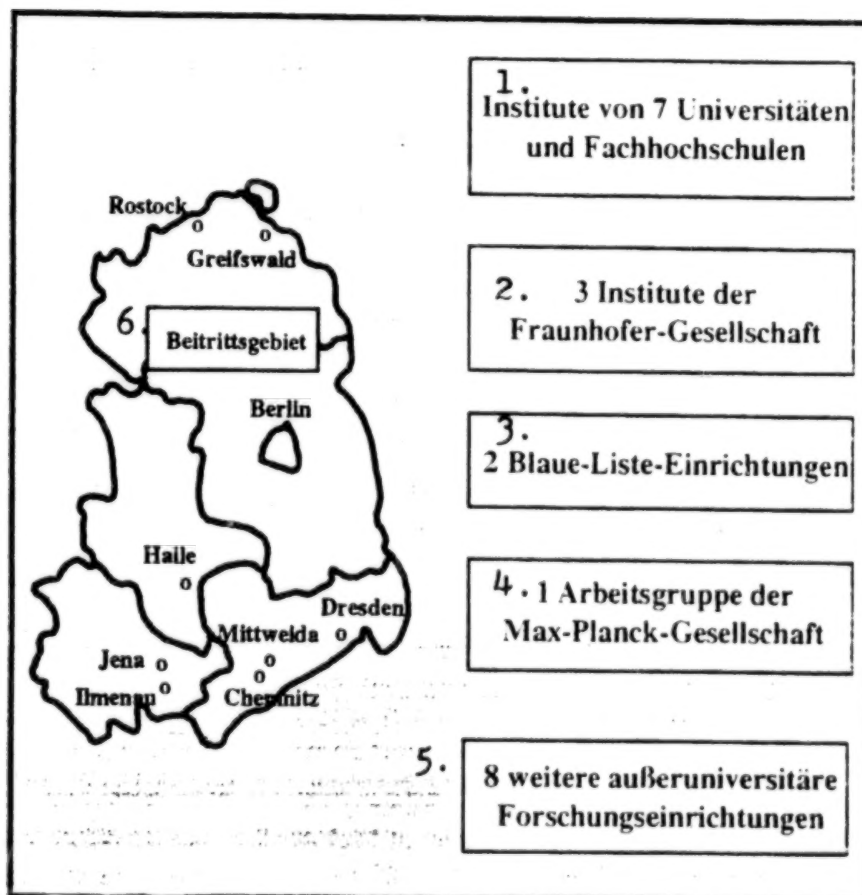 1.
Institute von 7 Universitäten
und Fachhochschulen
2. 3 Institute der
Fraunhofer-Gesellschaft
3.
2 Blaue-Liste-Einrichtungen
4. 1 Arbeitsgruppe der
Max-Planck-Gesellschaft
5. 8 weitere außeruniversitäre
Forschungseinrichtungen
Rostock
Greifswald
6. Beitrittsgebiet
Berlin
Halle
Dresden
Mittweida
Jena
Ilmenau
Chemnitz